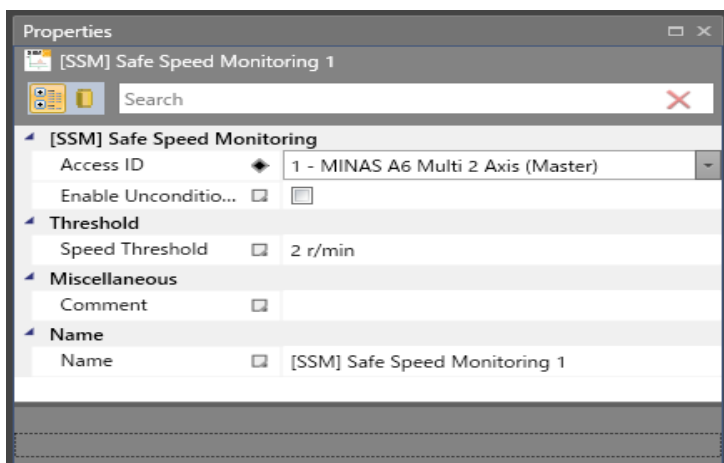 Properties
[SSM] Safe Speed Monitoring 1
Search
[SSM] Safe Speed Monitoring
Access ID 1 - MINAS A6 Multi 2 Axis (Master)
Enable Unconditio...
Threshold
Speed Threshold 2 r/min
Miscellaneous
Comment
Name
Name [SSM] Safe Speed Monitoring 1